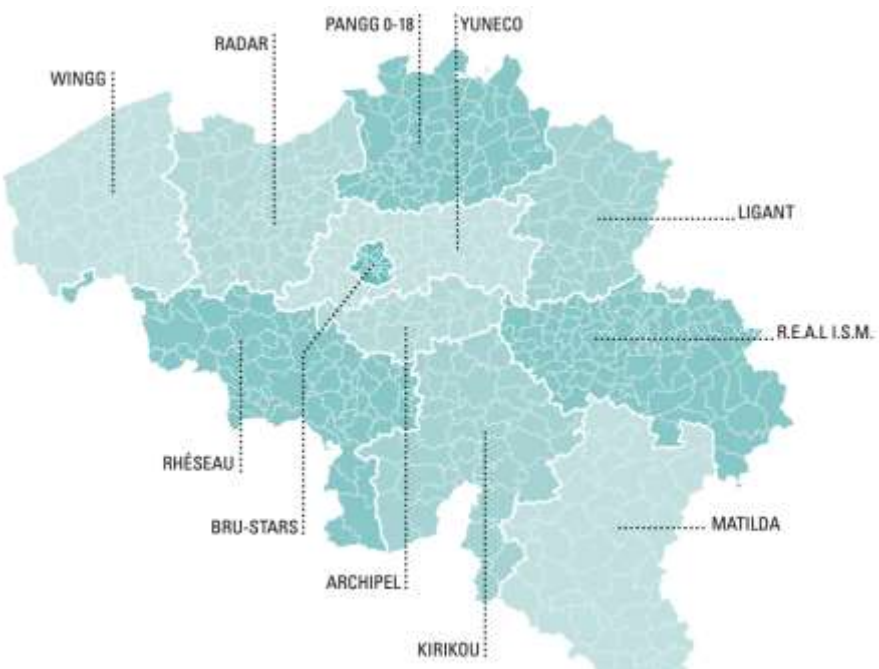 PANGG 0-18
YUNECO
RADAR
WINGG
LIGANT
R.E.A.L I.S.M.
RHÉSEAU
BRU-STARS
MATILDA
ARCHIPEL
KIRIKOU